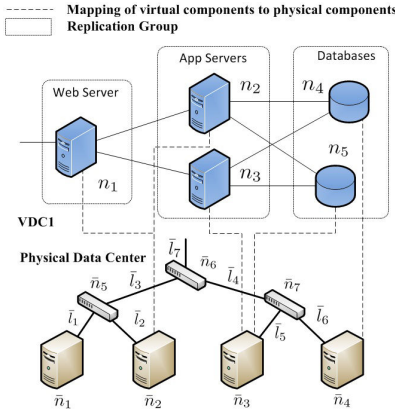 Mapping of virtual components to physical components
Replication Group
App Servers
Databases
Web Server
n₂
n₄
n₃
n₅
n₁
VDC1
Physical Data Center
l̄₇
n̄₆
l̄₃
l̄₄
n̄₅
n̄₇
l̄₁
l̄₂
l̄₅
l̄₆
n̄₁
n̄₂
n̄₃
n̄₄